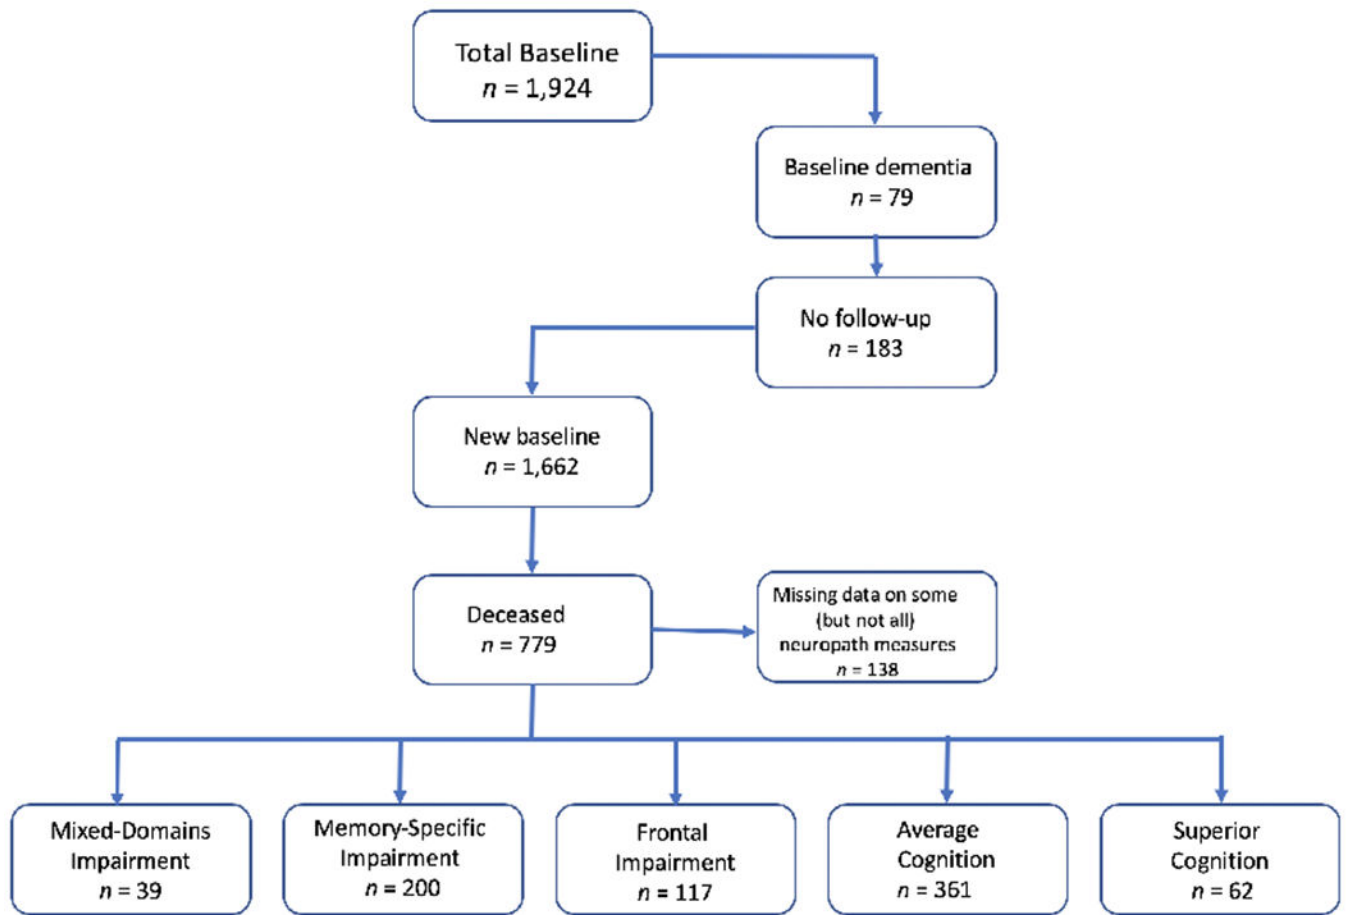 Total Baseline
n = 1,924
Baseline dementia
n = 79
No follow-up
n = 183
New baseline
n = 1,662
Deceased
n = 779
Missing data on some
(but not all)
neuropath measures
n = 138
Mixed-Domains
Impairment
n = 39
Memory-Specific
Impairment
n = 200
Frontal
Impairment
n = 117
Average
Cognition
n = 361
Superior
Cognition
n = 62